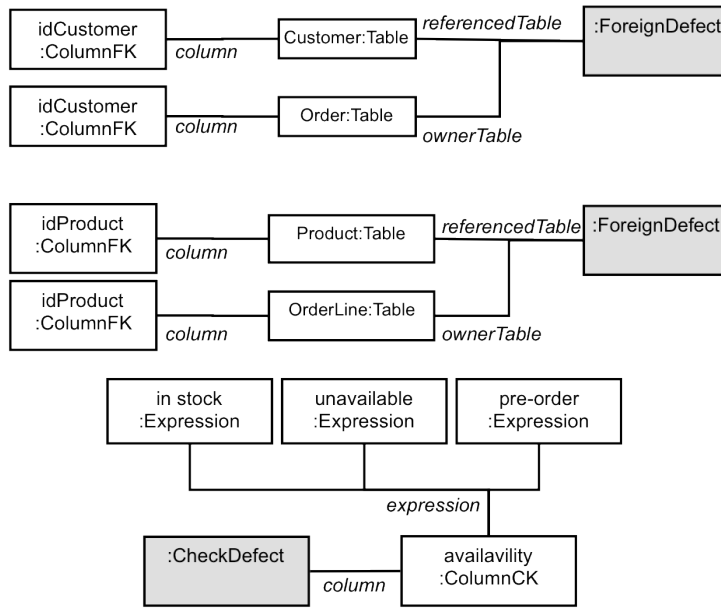 idCustomer
:ColumnFK
column
Customer:Table
referencedTable
:ForeignDefect
idCustomer
:ColumnFK
column
Order:Table
ownerTable
idProduct
:ColumnFK
column
Product:Table
referencedTable
:ForeignDefect
idProduct
:ColumnFK
column
OrderLine:Table
ownerTable
in stock
:Expression
unavailable
:Expression
pre-order
:Expression
expression
:CheckDefect
column
availavility
:ColumnCK